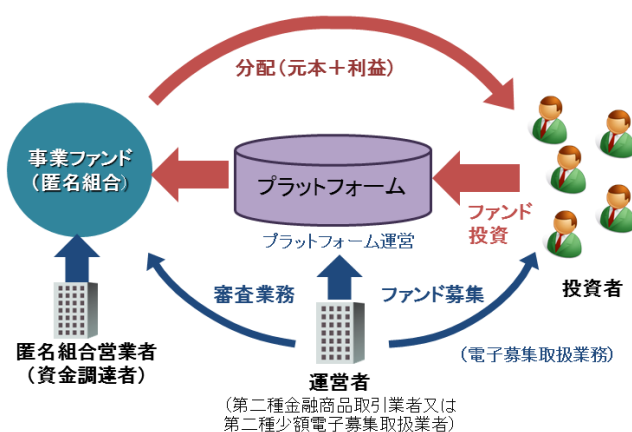 分配(元本+利益)
事業ファンド
(匿名組合)
プラットフォーム
ファンド
投資
プラットフォーム運営
審査業務
ファンド募集
投資者
(電子募集取扱業務)
匿名組合営業者
(資金調達者)
運営者
(第二種金融商品取引業者又は
第二種少額電子募集取扱業者)